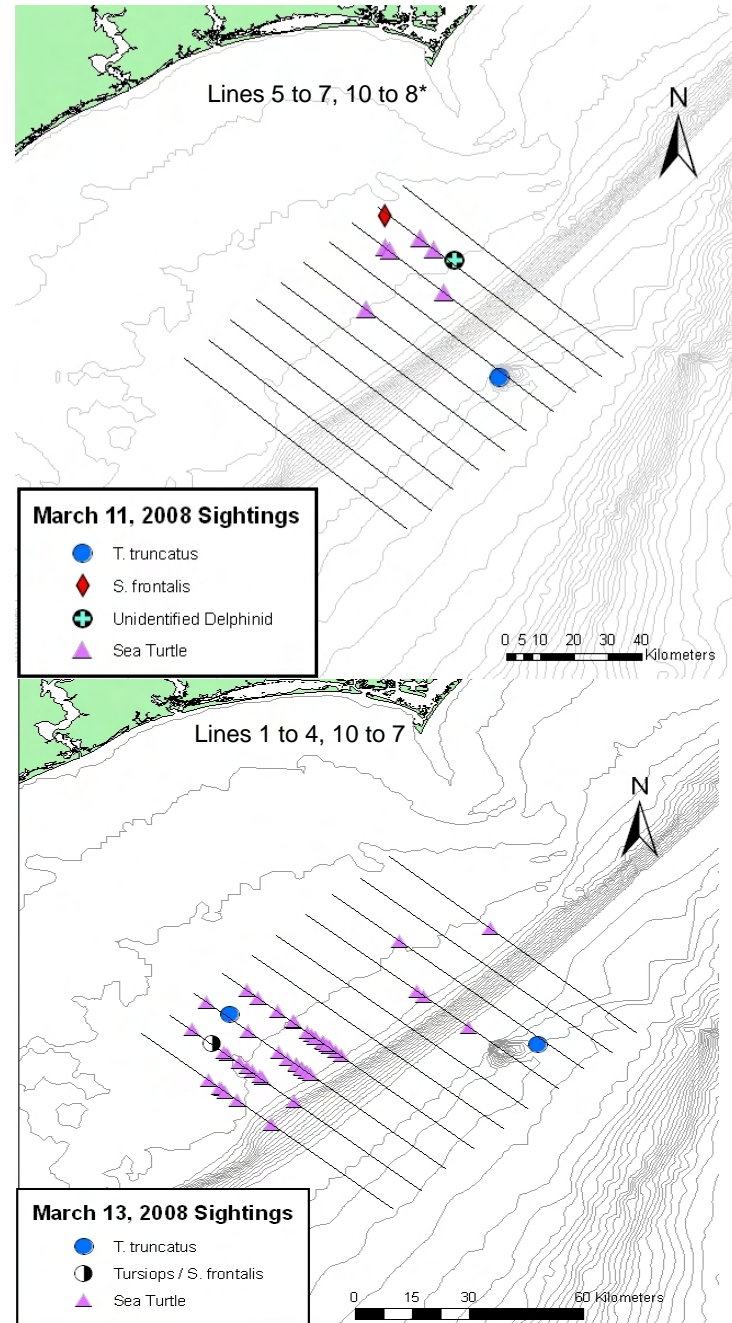 Lines 5 to 7, 10 to 8*
N
March 11, 2008 Sightings
T. truncatus
S. frontalis
Unidentified Delphinid
Sea Turtle
0 5 10 20 30 40
Kilometers
Lines 1 to 4, 10 to 7
N
March 13, 2008 Sightings
T. truncatus
Tursiops / S. frontalis
Sea Turtle
0 15 30 60 Kilometers